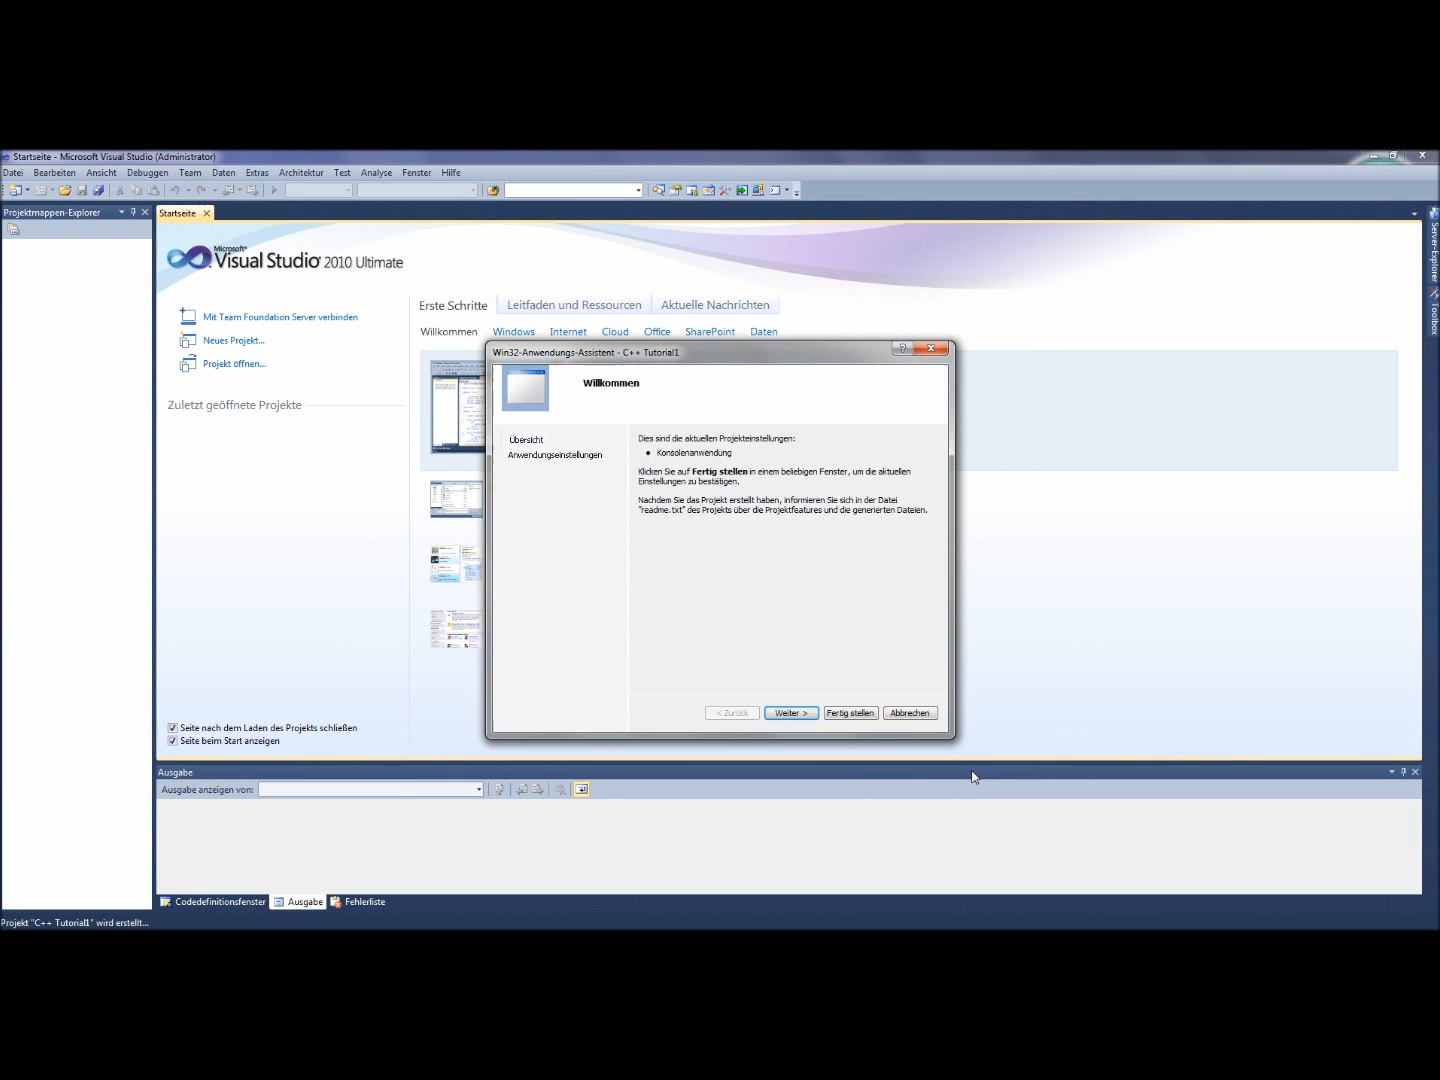 Startseite - Microsoft Visual Studio (Administrator)
Datei Bearbeiten Ansicht Debuggen Team Daten Extras Architektur Test Analyse Fenster Hilfe
Projektmappen-Explorer
Startseite
Server-Explorer
Toolbox
Microsoft®
Visual Studio 2010 Ultimate
Mit Team Foundation Server verbinden
Neues Projekt...
Projekt öffnen...
Zuletzt geöffnete Projekte
Erste Schritte Leitfaden und Ressourcen Aktuelle Nachrichten
Willkommen Windows Internet Cloud Office SharePoint Daten
Win32-Anwendungs-Assistent - C++ Tutorial1
Willkommen
Übersicht
Anwendungseinstellungen
Dies sind die aktuellen Projekteinstellungen:
• Konsolenanwendung
Klicken Sie auf Fertig stellen in einem beliebigen Fenster, um die aktuellen
Einstellungen zu bestätigen.
Nachdem Sie das Projekt erstellt haben, informieren Sie sich in der Datei
"readme.txt" des Projekts über die Projektfeatures und die generierten Dateien.
< Zurück Weiter > Fertig stellen Abbrechen
Seite nach dem Laden des Projekts schließen
Seite beim Start anzeigen
Ausgabe
Ausgabe anzeigen von:
Codedefinitionsfenster Ausgabe Fehlerliste
Projekt "C++ Tutorial1" wird erstellt...